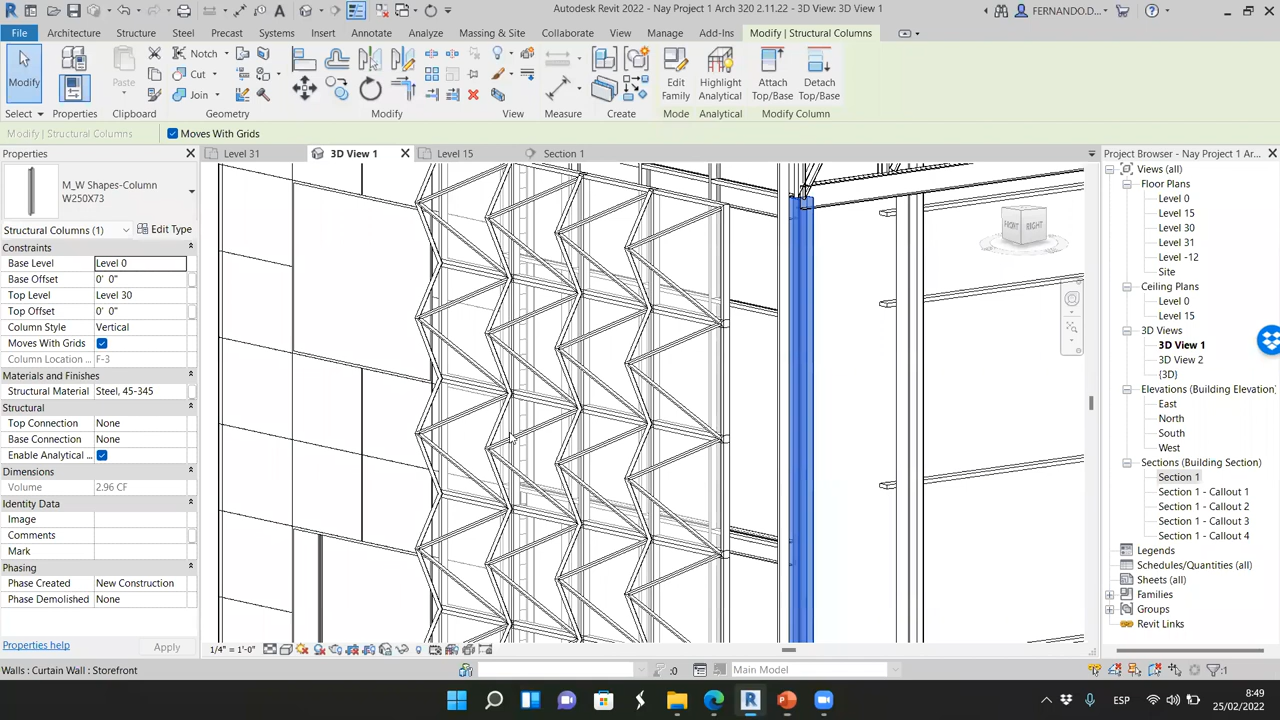 Autodesk Revit 2022 - Nay Project 1 Arch 320 2.11.22 - 3D View: 3D View 1
FERNANDO.D...
File Architecture Structure Steel Precast Systems Insert Annotate Analyze Massing & Site Collaborate View Manage Add-Ins Modify | Structural Columns
Modify
Properties
Paste
Notch
Cut
Join
Edit
Family
Highlight
Analytical
Attach
Top/Base
Detach
Top/Base
Select Properties Clipboard Geometry Modify View Measure Create Mode Analytical Modify Column
Modify | Structural Columns
Moves With Grids
Properties
Level 31
3D View 1
Level 15
Section 1
Project Browser - Nay Project 1 Ar...
M_W Shapes-Column
W250X73
Structural Columns (1)
Edit Type
Constraints
Base Level Level 0
Base Offset 0' 0"
Top Level Level 30
Top Offset 0' 0"
Column Style Vertical
Moves With Grids
Column Location ... F-3
Materials and Finishes
Structural Material Steel, 45-345
Structural
Top Connection None
Base Connection None
Enable Analytical ...
Dimensions
Volume 2.96 CF
Identity Data
Image
Comments
Mark
Phasing
Phase Created New Construction
Phase Demolished None
Properties help
Apply
FRONT
RIGHT
Views (all)
Floor Plans
Level 0
Level 15
Level 30
Level 31
Level -12
Site
Ceiling Plans
Level 0
Level 15
3D Views
3D View 1
3D View 2
{3D}
Elevations (Building Elevation)
East
North
South
West
Sections (Building Section)
Section 1
Section 1 - Callout 1
Section 1 - Callout 2
Section 1 - Callout 3
Section 1 - Callout 4
Legends
Schedules/Quantities (all)
Sheets (all)
Families
Groups
Revit Links
1/4" = 1'-0"
Walls : Curtain Wall : Storefront
:0
Main Model
:1
ESP
8:49
25/02/2022